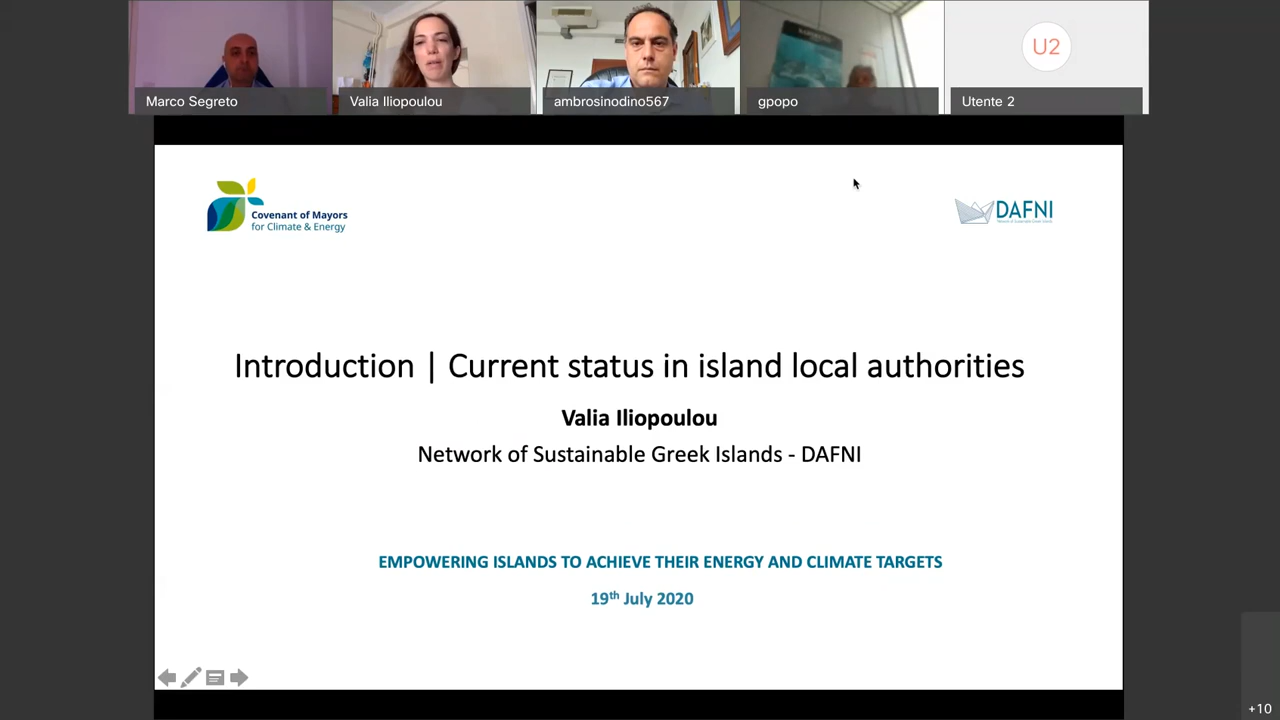 Marco Segreto
Valia Iliopoulou
ambrosinodino567
gpopo
U2
Utente 2
Covenant of Mayors
for Climate & Energy
DAFNI
Introduction | Current status in island local authorities
Valia Iliopoulou
Network of Sustainable Greek Islands - DAFNI
EMPOWERING ISLANDS TO ACHIEVE THEIR ENERGY AND CLIMATE TARGETS
19th July 2020
+10